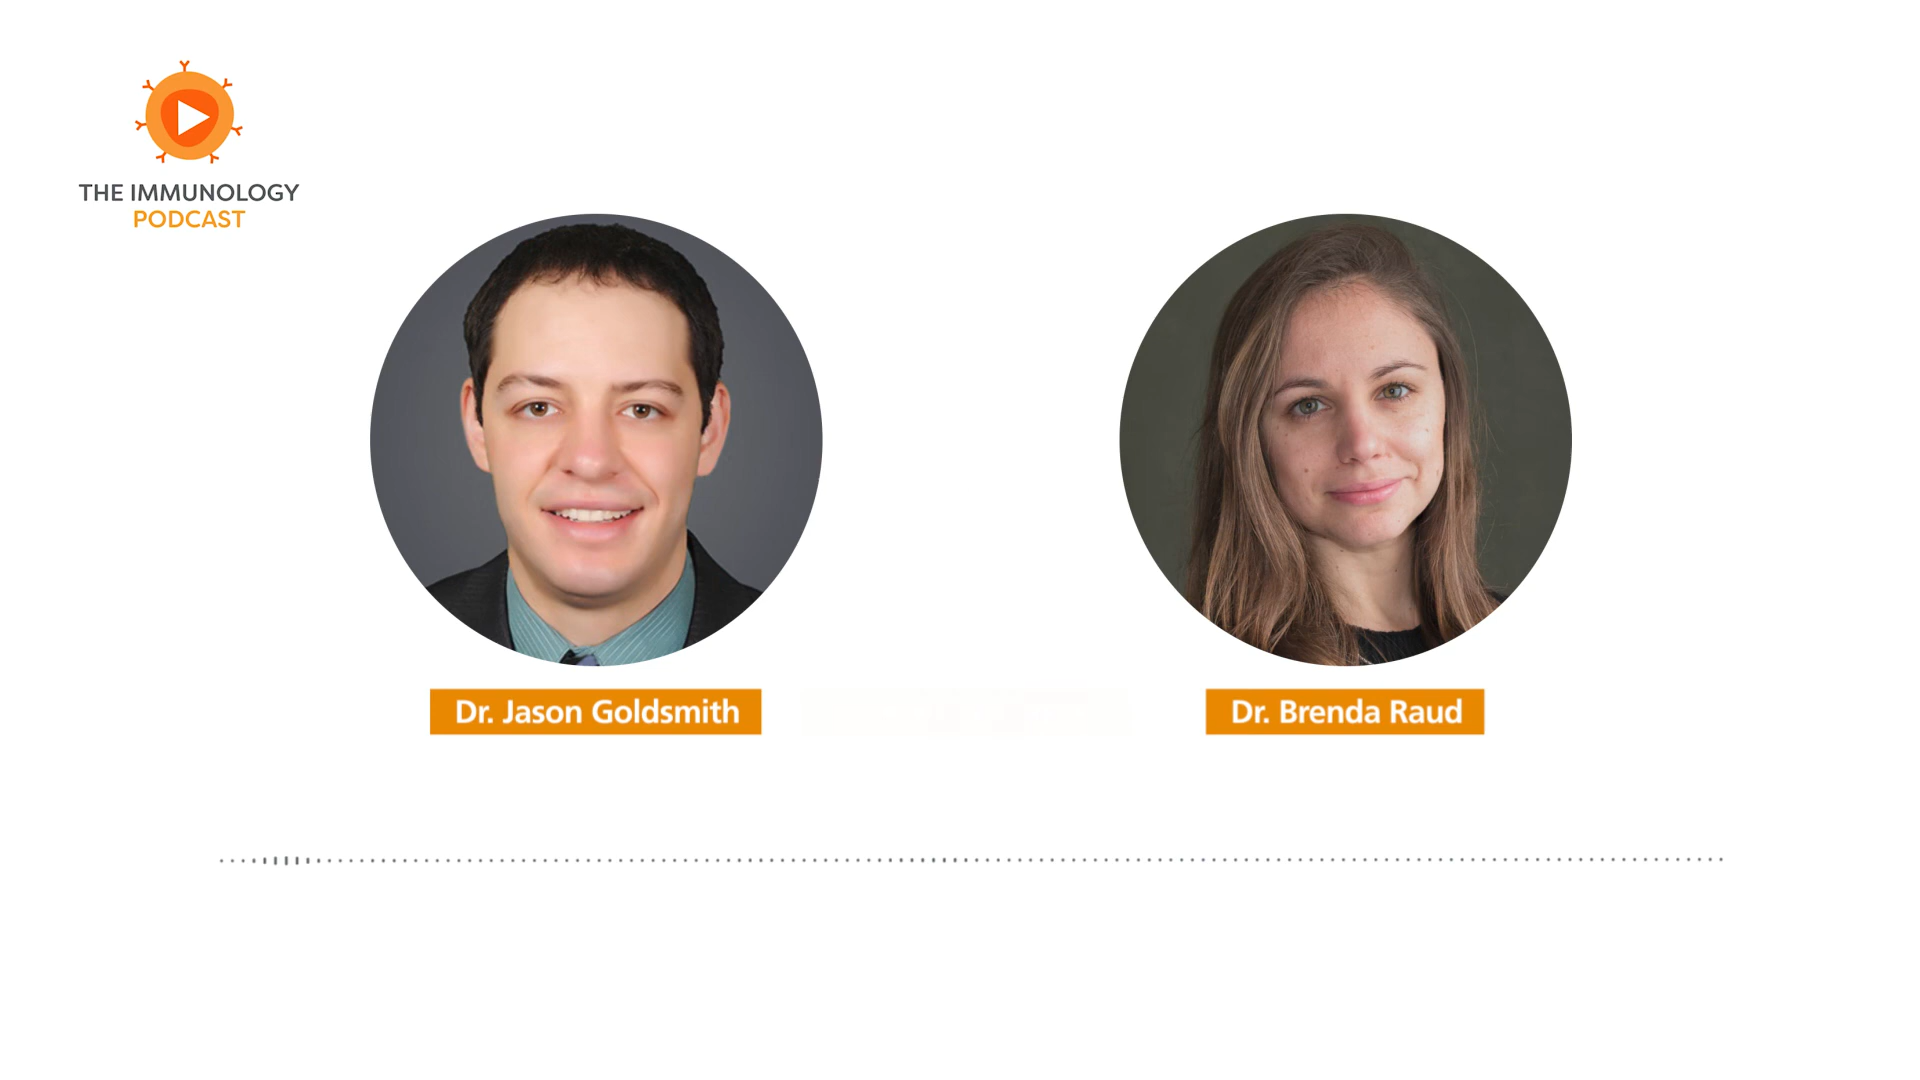 THE IMMUNOLOGY
PODCAST
Dr. Jason Goldsmith
Dr. Brenda Raud